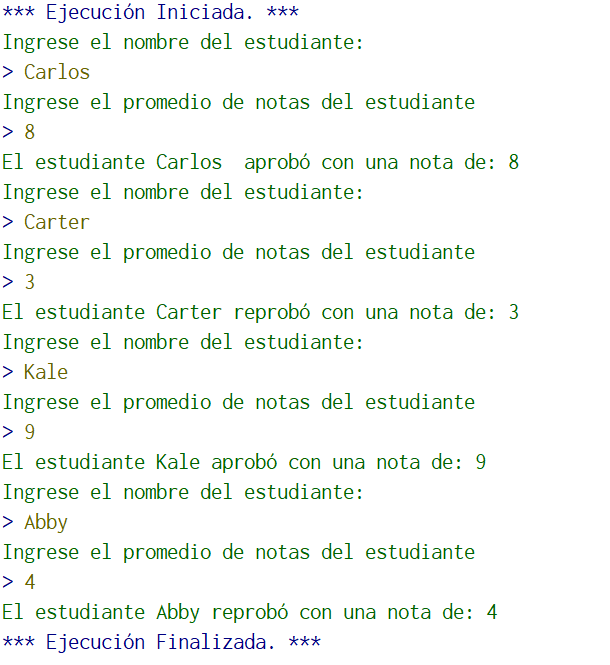 *** Ejecución Iniciada. ***
Ingrese el nombre del estudiante:
> Carlos
Ingrese el promedio de notas del estudiante
> 8
El estudiante Carlos  aprobó con una nota de: 8
Ingrese el nombre del estudiante:
> Carter
Ingrese el promedio de notas del estudiante
> 3
El estudiante Carter reprobó con una nota de: 3
Ingrese el nombre del estudiante:
> Kale
Ingrese el promedio de notas del estudiante
> 9
El estudiante Kale aprobó con una nota de: 9
Ingrese el nombre del estudiante:
> Abby
Ingrese el promedio de notas del estudiante
> 4
El estudiante Abby reprobó con una nota de: 4
*** Ejecución Finalizada. ***